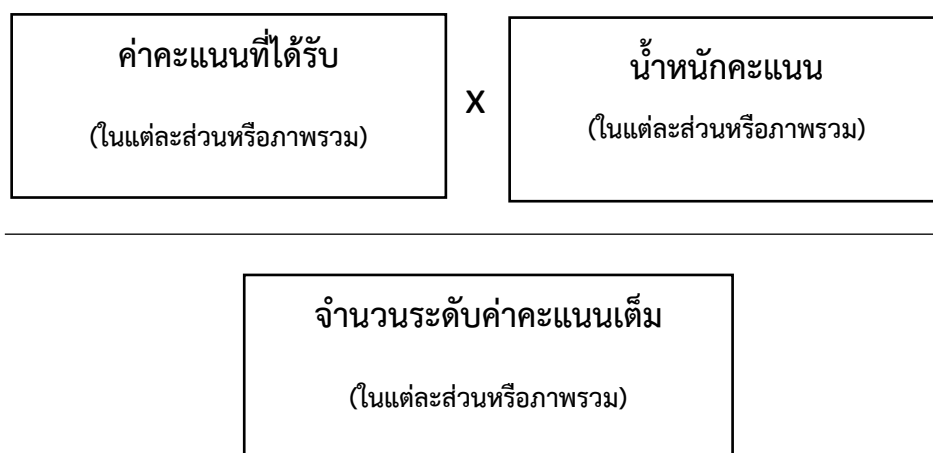 ค่าคะแนนที่ได้รับ
(ในแต่ละส่วนหรือภาพรวม)
X
น้ำหนักคะแนน
(ในแต่ละส่วนหรือภาพรวม)
จำนวนระดับค่าคะแนนเต็ม
(ในแต่ละส่วนหรือภาพรวม)